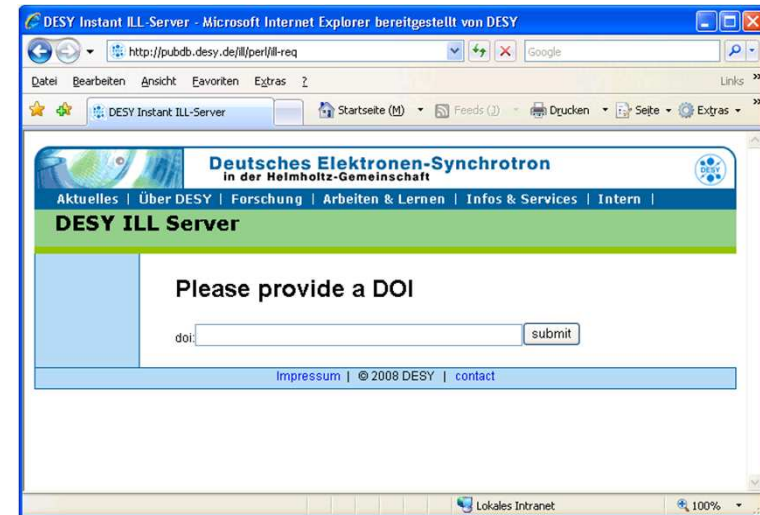 DESY Instant ILL-Server - Microsoft Internet Explorer bereitgestellt von DESY
http://pubdb.desy.de/ill/perl/ill-req
Google
Datei Bearbeiten Ansicht Favoriten Extras ?
Links »
DESY Instant ILL-Server
Startseite (M)
Feeds (J)
Drucken
Seite
Extras
»
Deutsches Elektronen-Synchrotron
in der Helmholtz-Gemeinschaft
DESY
Aktuelles | Über DESY | Forschung | Arbeiten & Lernen | Infos & Services | Intern |
DESY ILL Server
Please provide a DOI
doi:
submit
Impressum | © 2008 DESY | contact
Lokales Intranet
100%